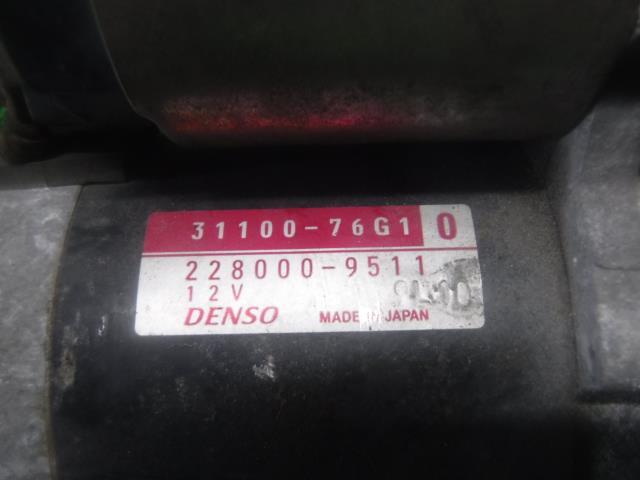 31100-76G1 0
228000-9511
12V
DENSO MADE IN JAPAN